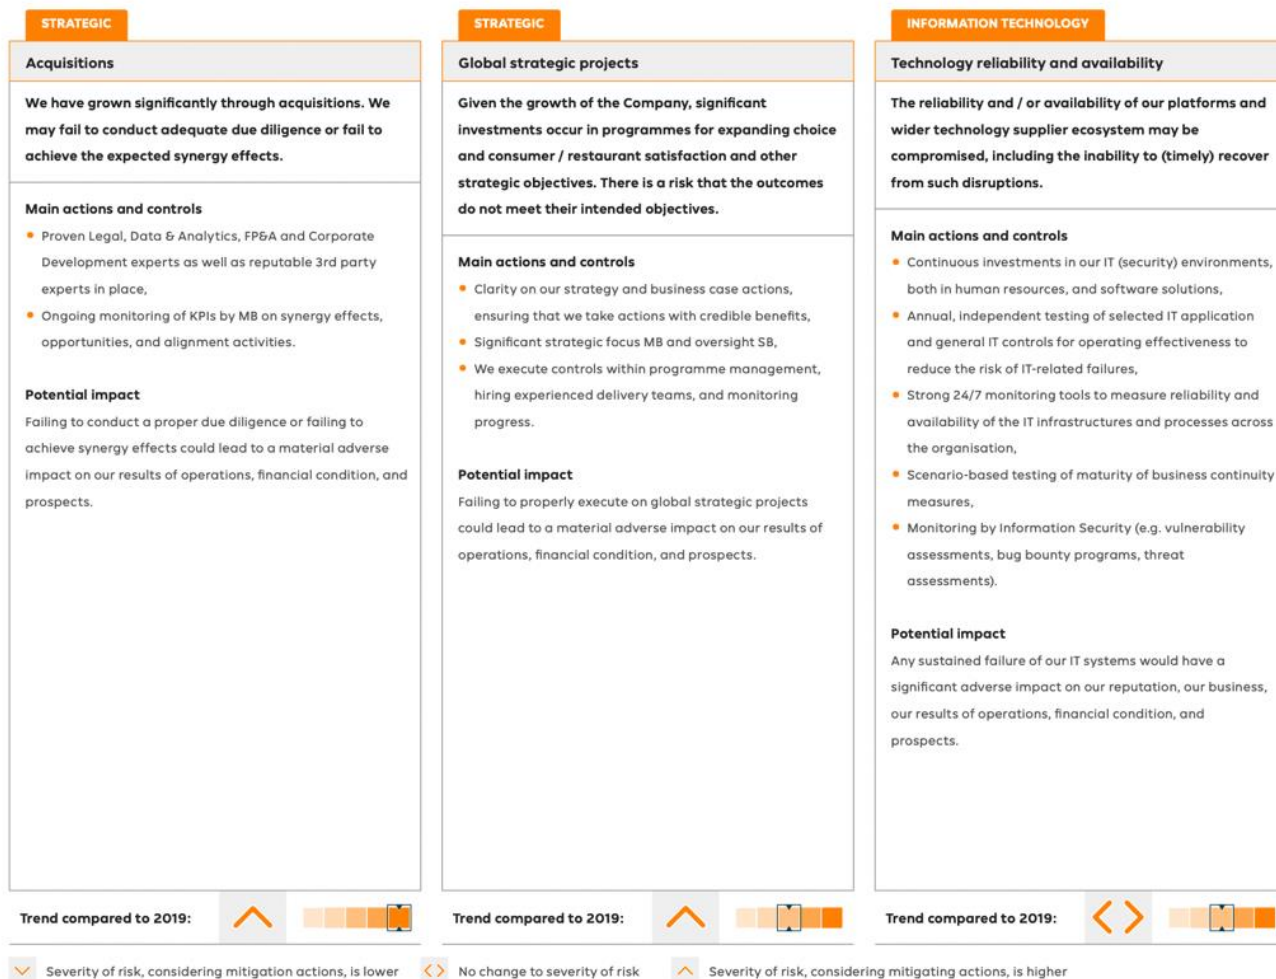 STRATEGIC
Acquisitions
We have grown significantly through acquisitions. We
may fail to conduct adequate due diligence or fail to
achieve the expected synergy effects.
Main actions and controls
• Proven Legal, Data & Analytics, FP&A and Corporate
Development experts as well as reputable 3rd party
experts in place,
• Ongoing monitoring of KPIs by MB on synergy effects,
opportunities, and alignment activities.
Potential impact
Failing to conduct a proper due diligence or failing to
achieve synergy effects could lead to a material adverse
impact on our results of operations, financial condition, and
prospects.
Trend compared to 2019:
STRATEGIC
Global strategic projects
Given the growth of the Company, significant
investments occur in programmes for expanding choice
and consumer / restaurant satisfaction and other
strategic objectives. There is a risk that the outcomes
do not meet their intended objectives.
Main actions and controls
• Clarity on our strategy and business case actions,
ensuring that we take actions with credible benefits,
• Significant strategic focus MB and oversight SB,
• We execute controls within programme management,
hiring experienced delivery teams, and monitoring
progress.
Potential impact
Failing to properly execute on global strategic projects
could lead to a material adverse impact on our results of
operations, financial condition, and prospects.
Trend compared to 2019:
INFORMATION TECHNOLOGY
Technology reliability and availability
The reliability and / or availability of our platforms and
wider technology supplier ecosystem may be
compromised, including the inability to (timely) recover
from such disruptions.
Main actions and controls
• Continuous investments in our IT (security) environments,
both in human resources, and software solutions,
• Annual, independent testing of selected IT application
and general IT controls for operating effectiveness to
reduce the risk of IT-related failures,
• Strong 24/7 monitoring tools to measure reliability and
availability of the IT infrastructures and processes across
the organisation,
• Scenario-based testing of maturity of business continuity
measures,
• Monitoring by Information Security (e.g. vulnerability
assessments, bug bounty programs, threat
assessments).
Potential impact
Any sustained failure of our IT systems would have a
significant adverse impact on our reputation, our business,
our results of operations, financial condition, and
prospects.
Trend compared to 2019:
Severity of risk, considering mitigation actions, is lower
No change to severity of risk
Severity of risk, considering mitigating actions, is higher